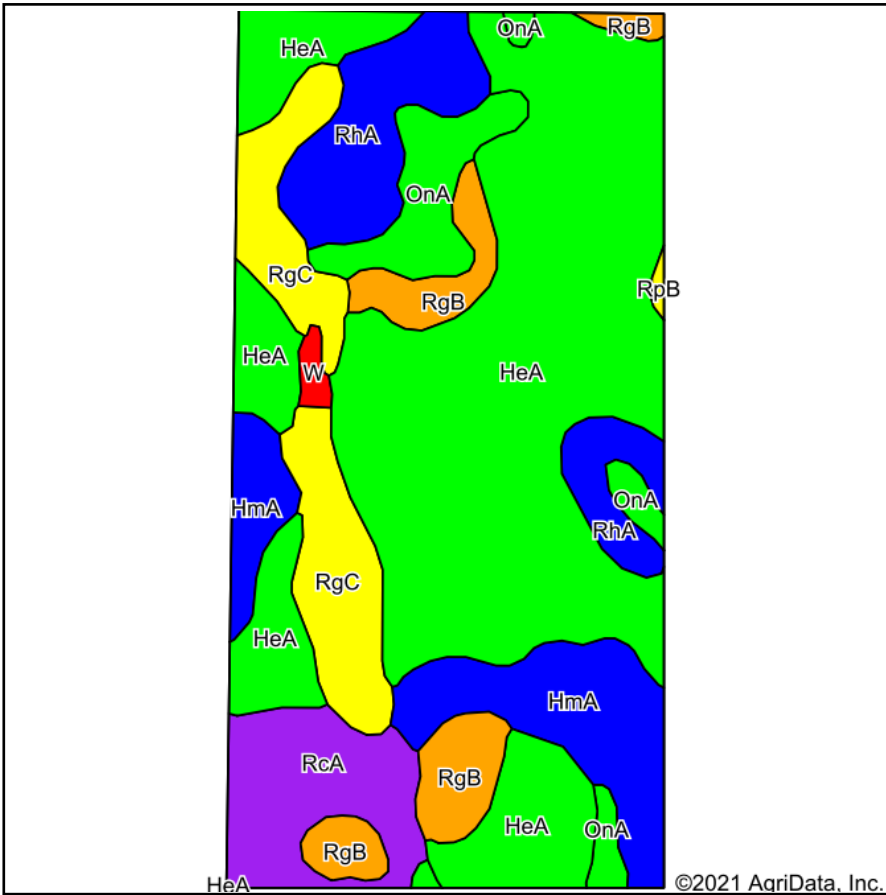 OnA
RgB
HeA
RhA
OnA
RgC
RpB
RgB
HeA
W
HeA
OnA
HmA
RhA
RgC
HeA
HmA
RcA
RgB
HeA
OnA
RgB
HeA
©2021 AgriData, Inc.